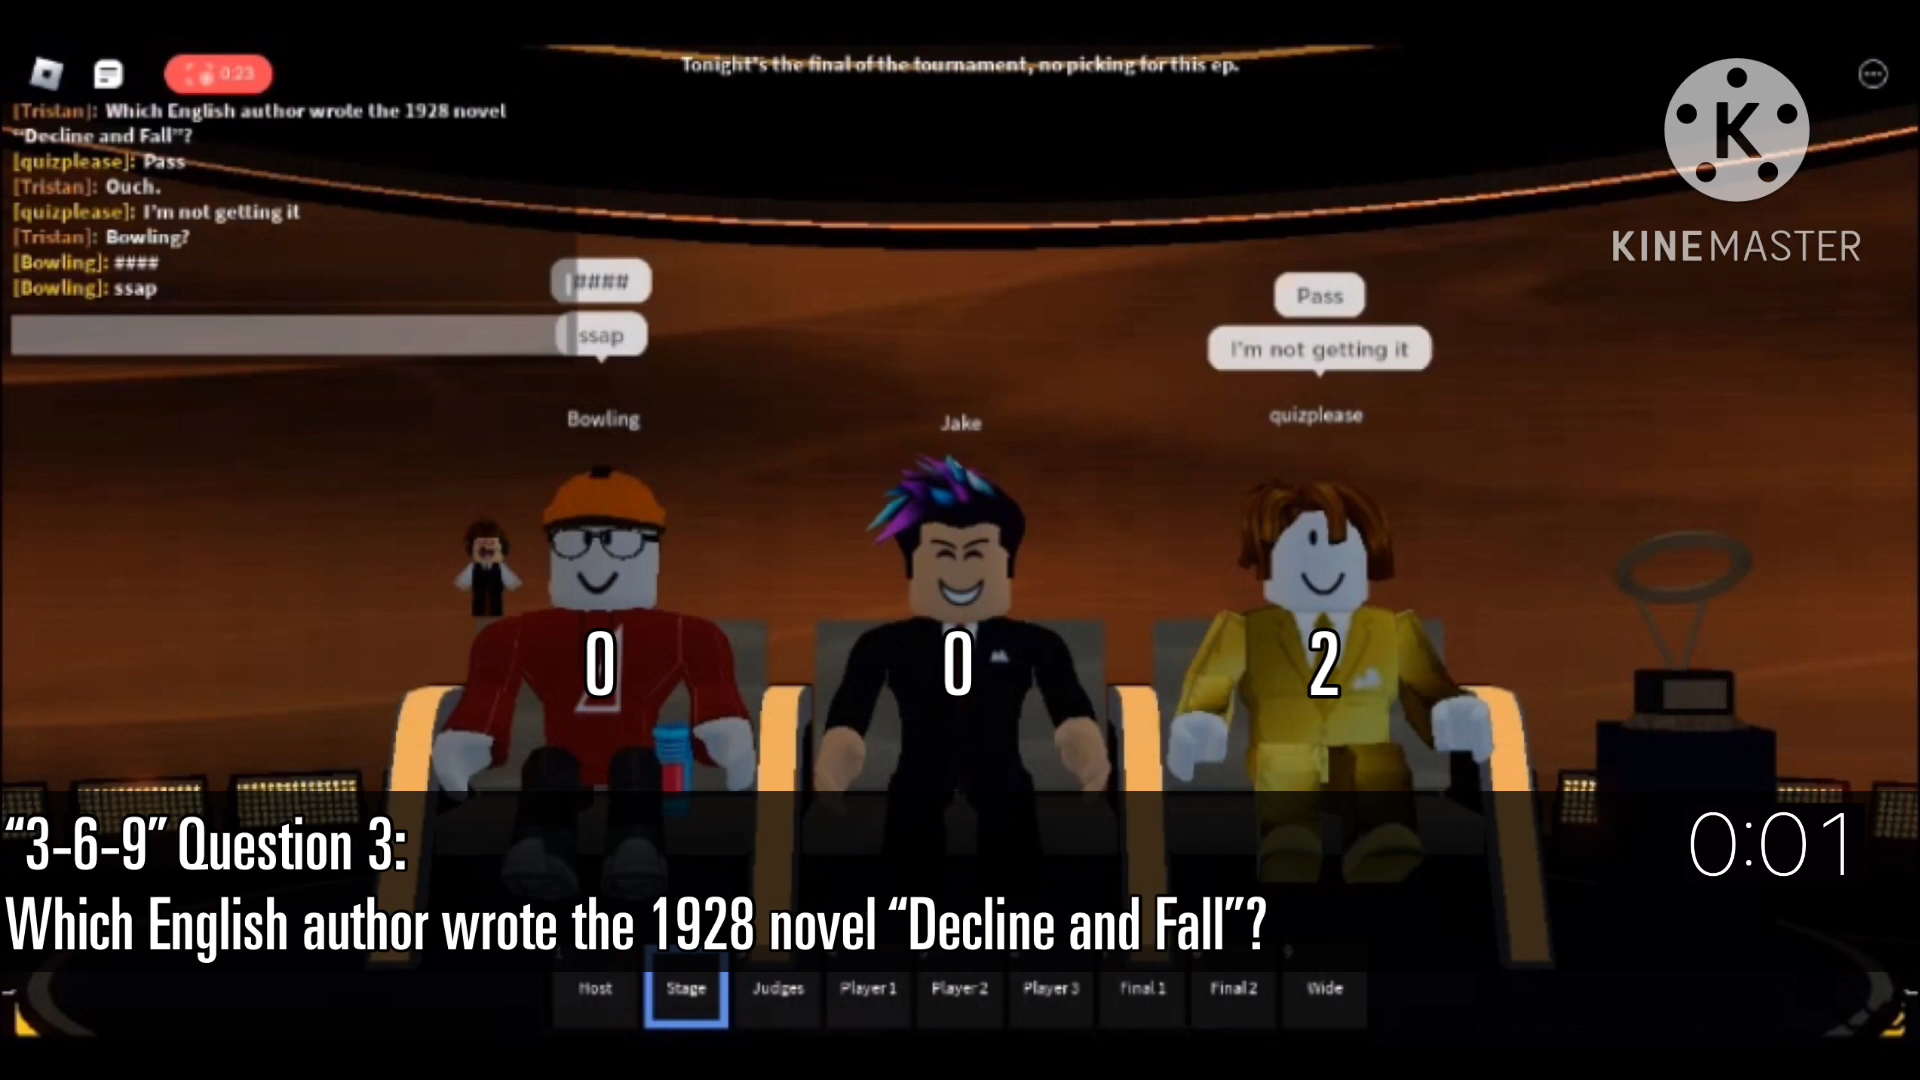 0:23
Tonight's the final of the tournament, no picking for this ep.
[Tristan]: Which English author wrote the 1928 novel
"Decline and Fall"?
[quizplease]: Pass
[Tristan]: Ouch.
[quizplease]: I'm not getting it
[Tristan]: Bowling?
[Bowling]: ####
[Bowling]: ssap
K
KINEMASTER
####
ssap
Pass
I'm not getting it
Bowling
Jake
quizplease
0
0
2
“3-6-9” Question 3:
0:01
Which English author wrote the 1928 novel “Decline and Fall”?
Host
Stage
Judges
Player1
Player2
Player3
Final1
Final2
Wide